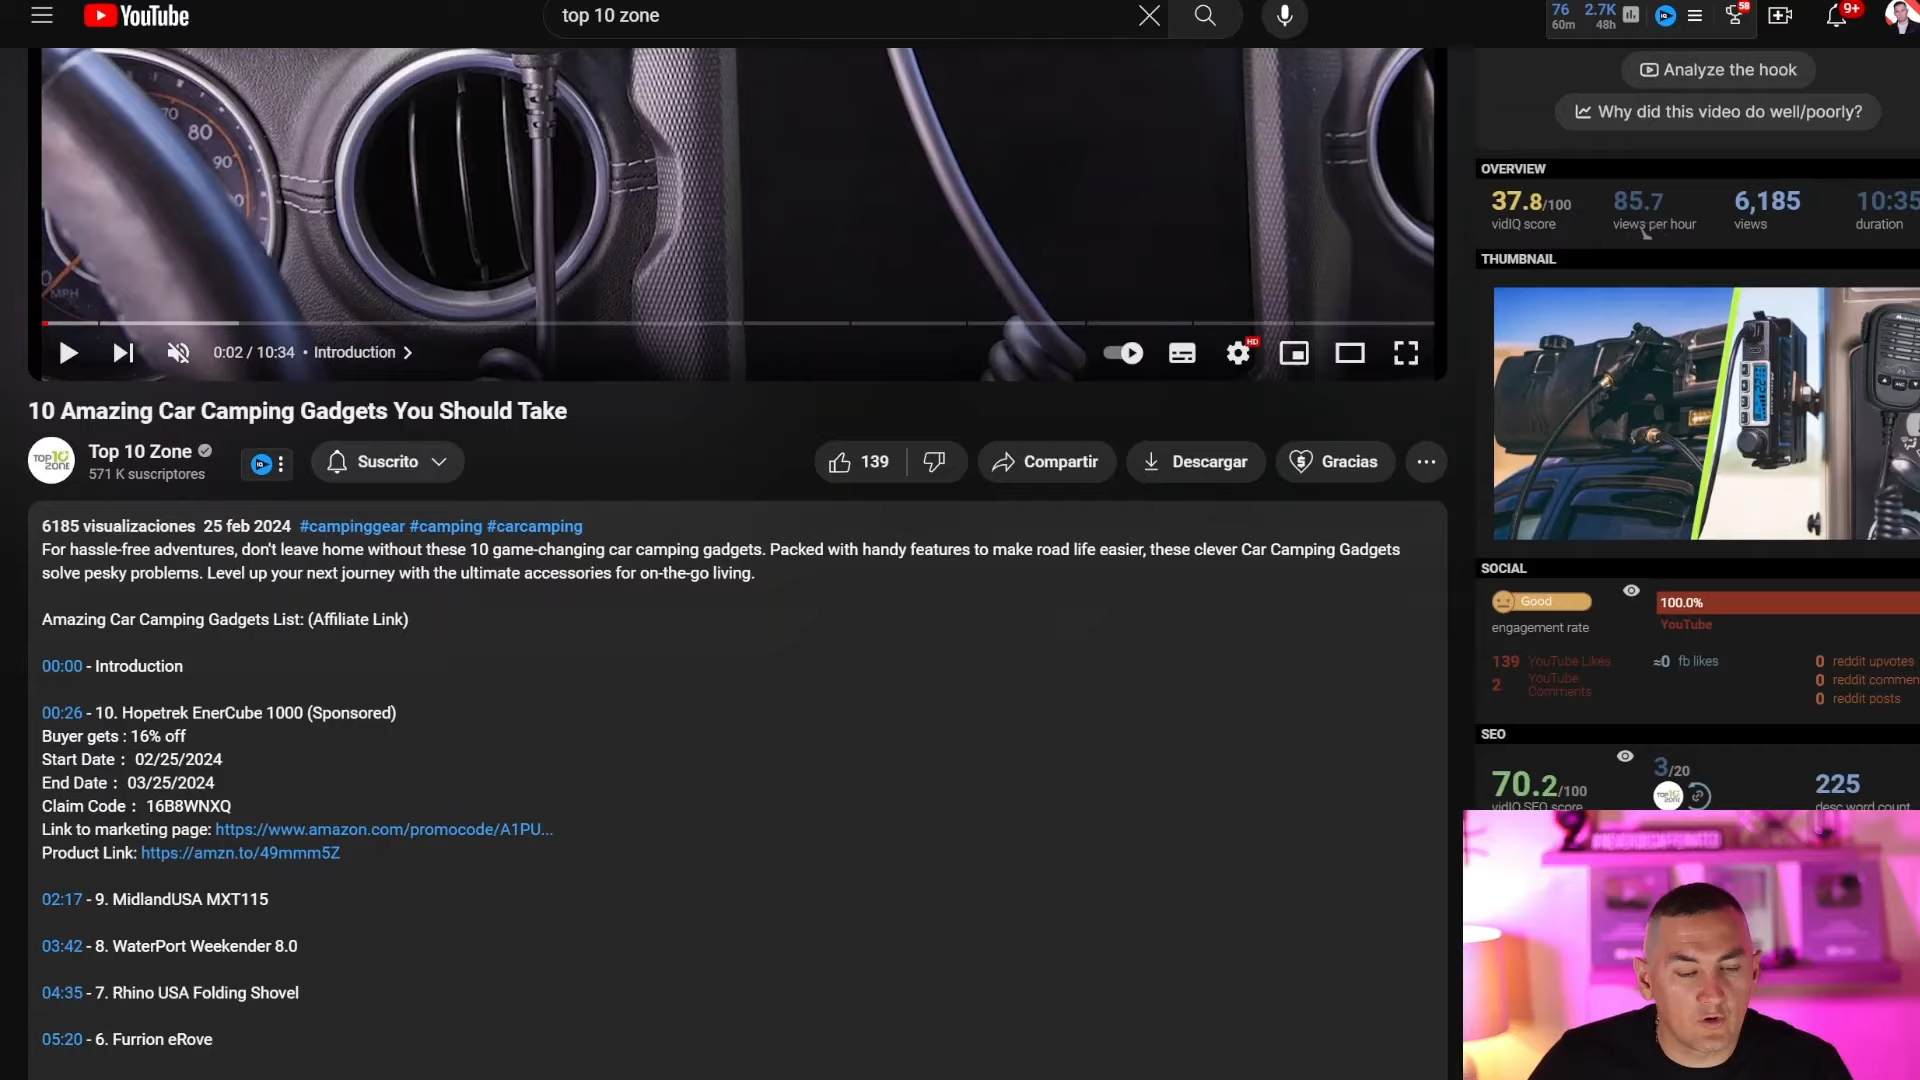 YouTube
top 10 zone
76 2.7K 58 9+
60m 48h
Analyze the hook
Why did this video do well/poorly?
70
80
90
MPH
OVERVIEW
37.8/100 85.7 6,185 10:35
vidIQ score views per hour views duration
THUMBNAIL
0:02 / 10:34 • Introduction
HD
10 Amazing Car Camping Gadgets You Should Take
TOP 10 ZONE
Top 10 Zone
571 K suscriptores
Suscrito
139
Compartir
Descargar
Gracias
6185 visualizaciones 25 feb 2024 #campinggear #camping #carcamping
For hassle-free adventures, don't leave home without these 10 game-changing car camping gadgets. Packed with handy features to make road life easier, these clever Car Camping Gadgets
solve pesky problems. Level up your next journey with the ultimate accessories for on-the-go living.
Amazing Car Camping Gadgets List: (Affiliate Link)
00:00 - Introduction
00:26 - 10. Hopetrek EnerCube 1000 (Sponsored)
Buyer gets : 16% off
Start Date : 02/25/2024
End Date : 03/25/2024
Claim Code : 16B8WNXQ
Link to marketing page: https://www.amazon.com/promocode/A1PU...
Product Link: https://amzn.to/49mmm5Z
02:17 - 9. MidlandUSA MXT115
03:42 - 8. WaterPort Weekender 8.0
04:35 - 7. Rhino USA Folding Shovel
05:20 - 6. Furrion eRove
SOCIAL
Good
engagement rate
100.0%
YouTube
139 YouTube Likes
2 YouTube Comments
≈0 fb likes
0 reddit upvotes
0 reddit commen
0 reddit posts
SEO
70.2/100
vidIQ SEO score
3/20
225
desc word count